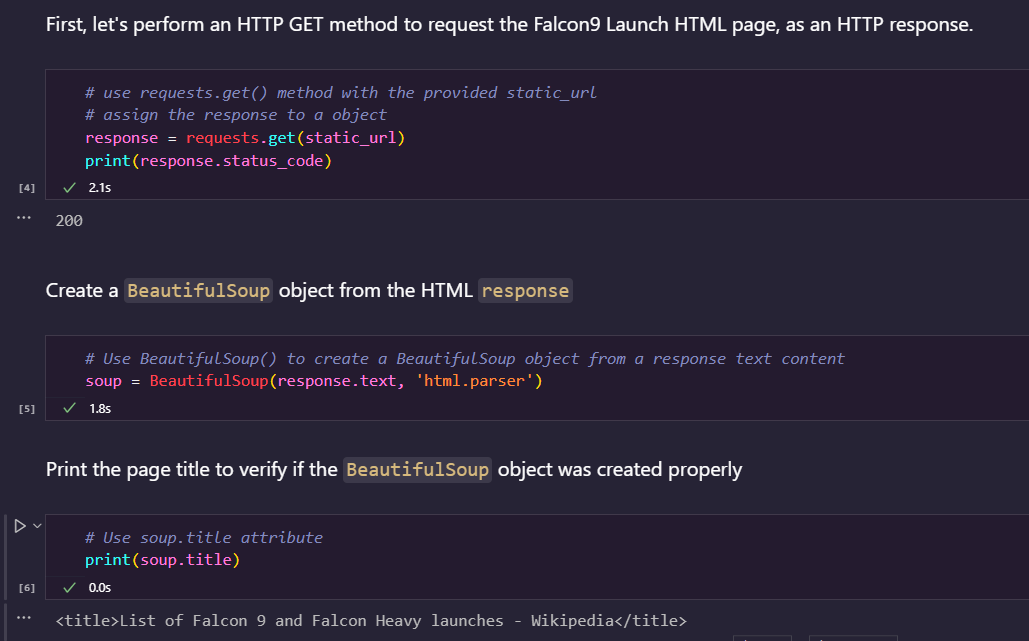 First, let's perform an HTTP GET method to request the Falcon9 Launch HTML page, as an HTTP response.
# use requests.get() method with the provided static_url
# assign the response to a object
response = requests.get(static_url)
print(response.status_code)
[4] ✓ 2.1s
... 200
Create a BeautifulSoup object from the HTML response
# Use BeautifulSoup() to create a BeautifulSoup object from a response text content
soup = BeautifulSoup(response.text, 'html.parser')
[5] ✓ 1.8s
Print the page title to verify if the BeautifulSoup object was created properly
# Use soup.title attribute
print(soup.title)
[6] ✓ 0.0s
... <title>List of Falcon 9 and Falcon Heavy launches - Wikipedia</title>